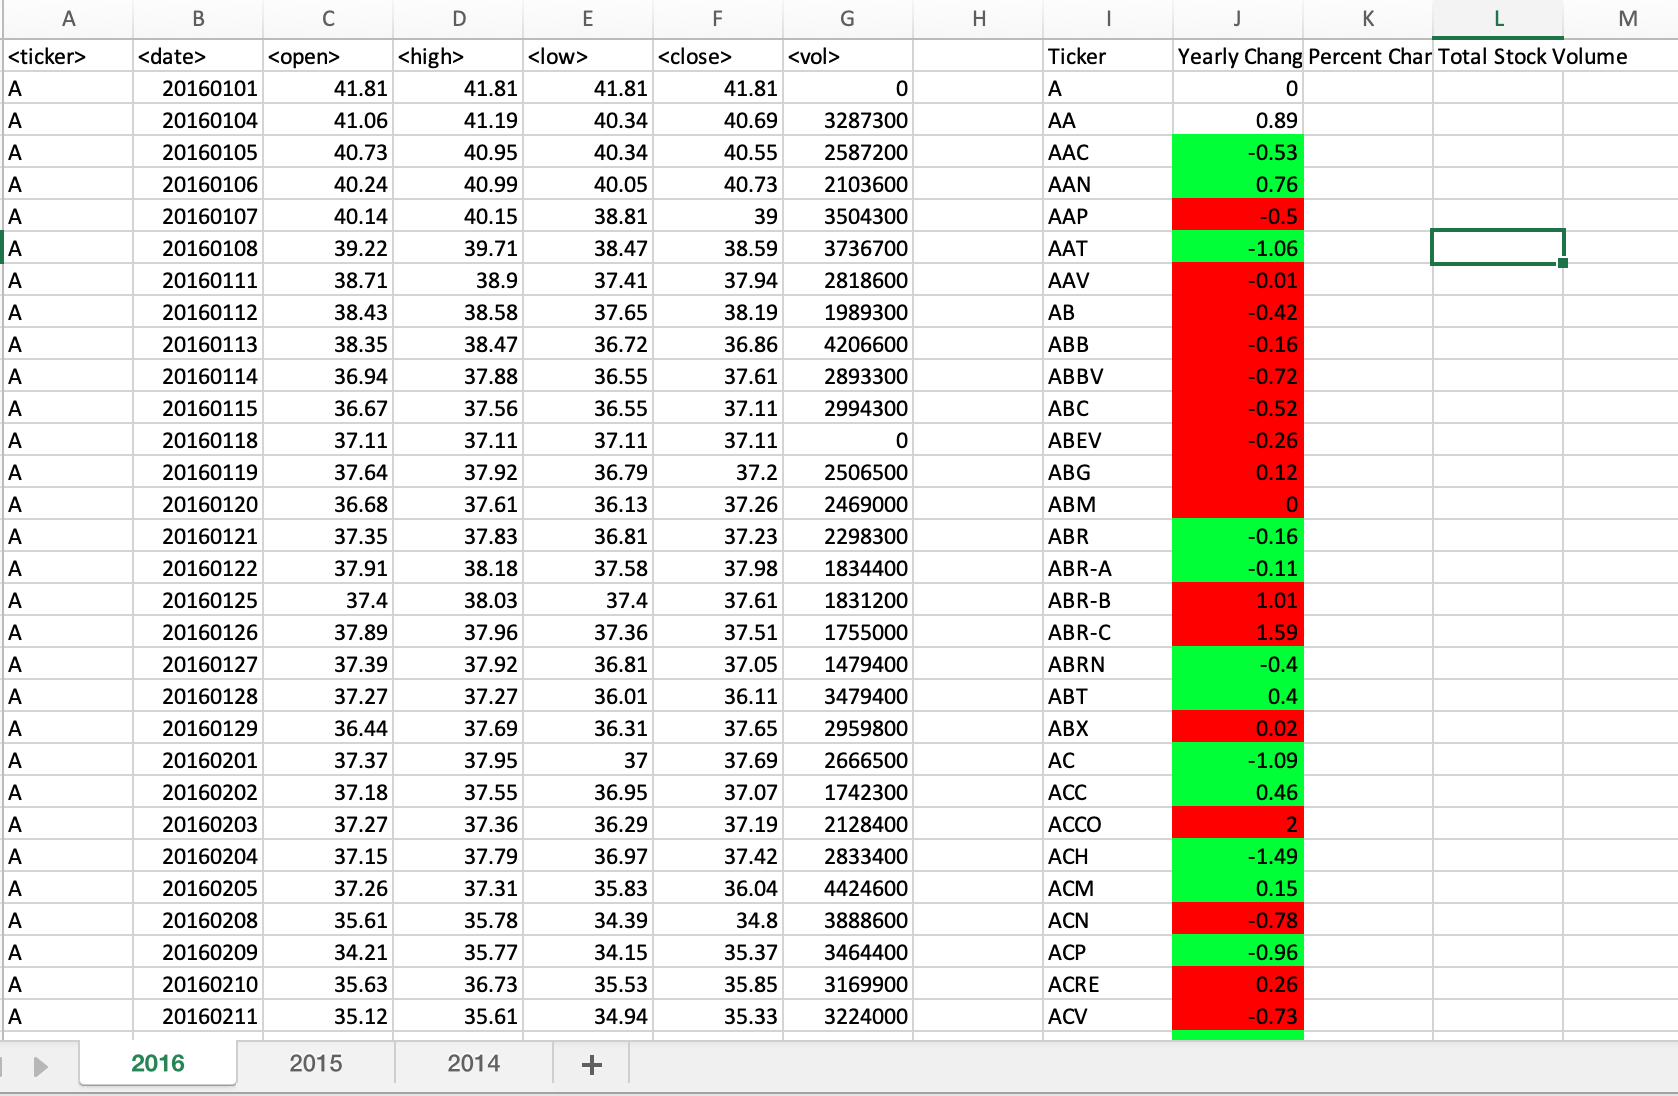 A B C D E F G H I J K L M
<ticker> <date> <open> <high> <low> <close> <vol> Ticker Yearly Chang Percent Char Total Stock Volume
A 20160101 41.81 41.81 41.81 41.81 0 A 0
A 20160104 41.06 41.19 40.34 40.69 3287300 AA 0.89
A 20160105 40.73 40.95 40.34 40.55 2587200 AAC -0.53
A 20160106 40.24 40.99 40.05 40.73 2103600 AAN 0.76
A 20160107 40.14 40.15 38.81 39 3504300 AAP -0.5
A 20160108 39.22 39.71 38.47 38.59 3736700 AAT -1.06
A 20160111 38.71 38.9 37.41 37.94 2818600 AAV -0.01
A 20160112 38.43 38.58 37.65 38.19 1989300 AB -0.42
A 20160113 38.35 38.47 36.72 36.86 4206600 ABB -0.16
A 20160114 36.94 37.88 36.55 37.61 2893300 ABBV -0.72
A 20160115 36.67 37.56 36.55 37.11 2994300 ABC -0.52
A 20160118 37.11 37.11 37.11 37.11 0 ABEV -0.26
A 20160119 37.64 37.92 36.79 37.2 2506500 ABG 0.12
A 20160120 36.68 37.61 36.13 37.26 2469000 ABM 0
A 20160121 37.35 37.83 36.81 37.23 2298300 ABR -0.16
A 20160122 37.91 38.18 37.58 37.98 1834400 ABR-A -0.11
A 20160125 37.4 38.03 37.4 37.61 1831200 ABR-B 1.01
A 20160126 37.89 37.96 37.36 37.51 1755000 ABR-C 1.59
A 20160127 37.39 37.92 36.81 37.05 1479400 ABRN -0.4
A 20160128 37.27 37.27 36.01 36.11 3479400 ABT 0.4
A 20160129 36.44 37.69 36.31 37.65 2959800 ABX 0.02
A 20160201 37.37 37.95 37 37.69 2666500 AC -1.09
A 20160202 37.18 37.55 36.95 37.07 1742300 ACC 0.46
A 20160203 37.27 37.36 36.29 37.19 2128400 ACCO 2
A 20160204 37.15 37.79 36.97 37.42 2833400 ACH -1.49
A 20160205 37.26 37.31 35.83 36.04 4424600 ACM 0.15
A 20160208 35.61 35.78 34.39 34.8 3888600 ACN -0.78
A 20160209 34.21 35.77 34.15 35.37 3464400 ACP -0.96
A 20160210 35.63 36.73 35.53 35.85 3169900 ACRE 0.26
A 20160211 35.12 35.61 34.94 35.33 3224000 ACV -0.73
2016 2015 2014 +